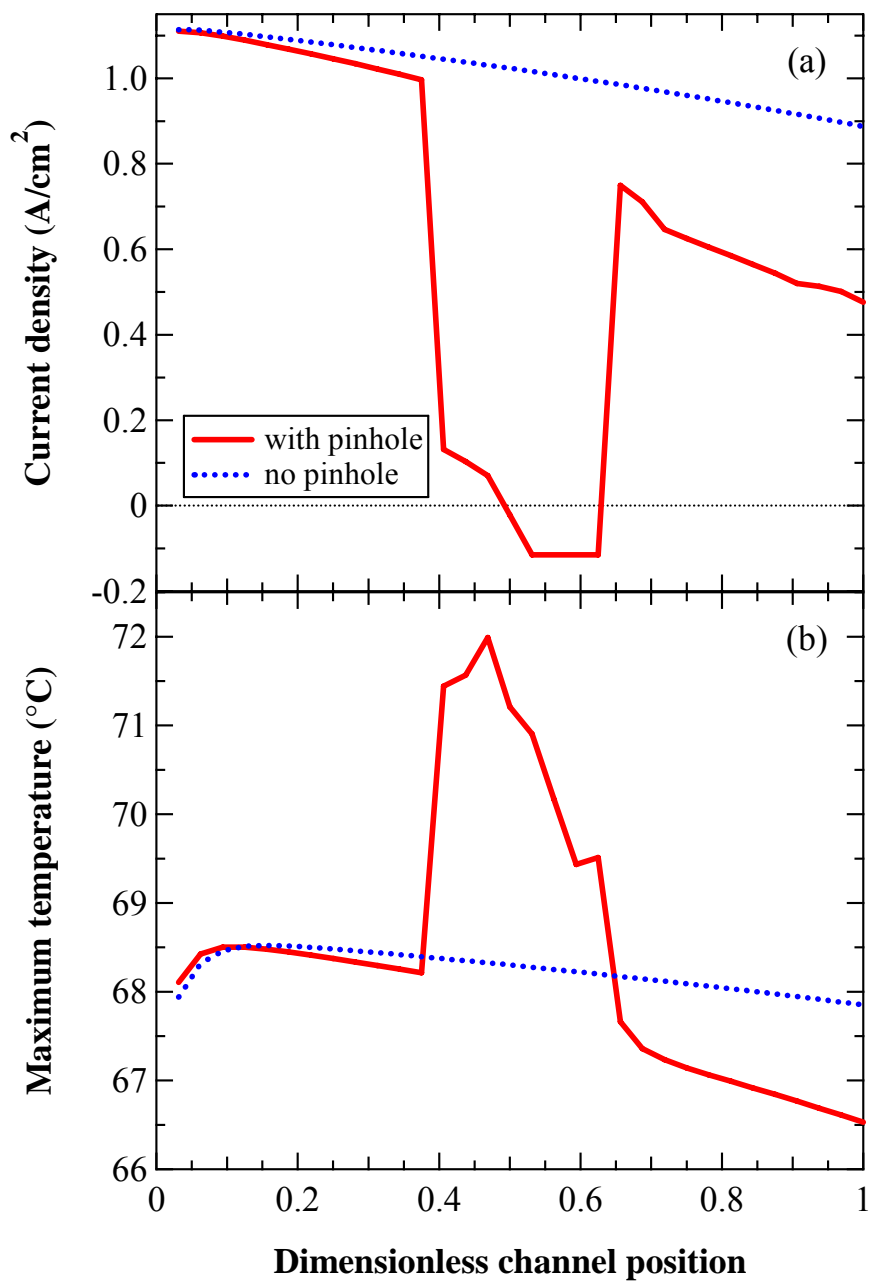 (a)
1.0
0.8
0.6
0.4
0.2
0
-0.2
Current density (A/cm²)
with pinhole
no pinhole
(b)
72
71
70
69
68
67
66
Maximum temperature (°C)
0 0.2 0.4 0.6 0.8 1
Dimensionless channel position